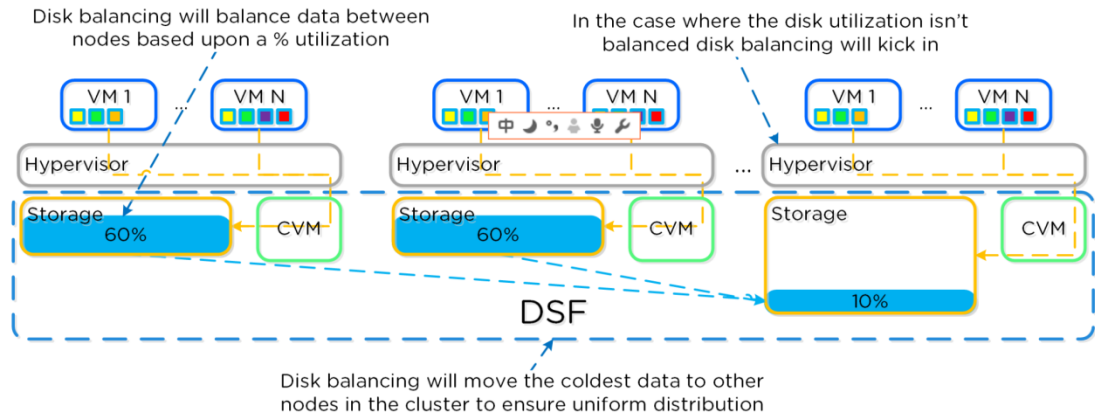 Disk balancing will balance data between
nodes based upon a % utilization
In the case where the disk utilization isn't
balanced disk balancing will kick in
VM 1
...
VM N
VM 1
...
VM N
VM 1
...
VM N
中
Hypervisor
Hypervisor
...
Hypervisor
Storage
60%
CVM
Storage
60%
CVM
Storage
10%
CVM
DSF
Disk balancing will move the coldest data to other
nodes in the cluster to ensure uniform distribution